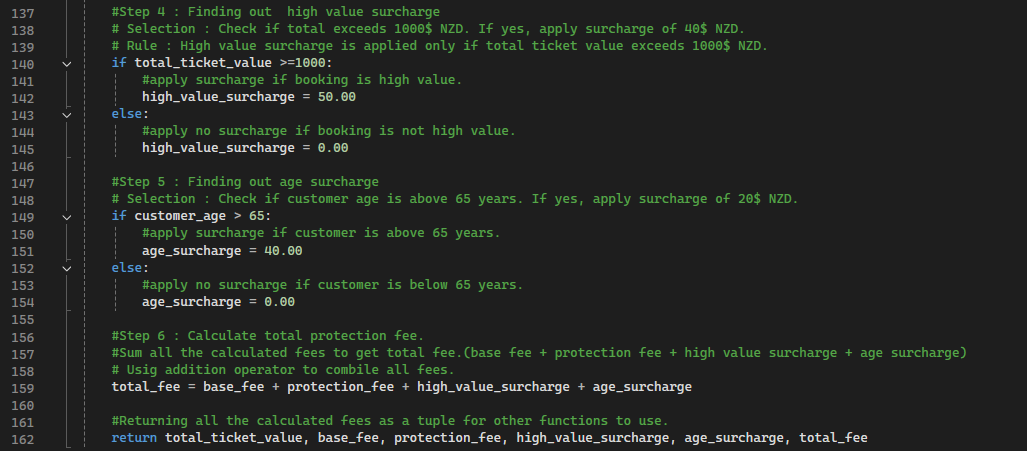 137 #Step 4 : Finding out  high value surcharge
138 # Selection : Check if total exceeds 1000$ NZD. If yes, apply surcharge of 40$ NZD.
139 # Rule : High value surcharge is applied only if total ticket value exceeds 1000$ NZD.
140 if total_ticket_value >=1000:
141 #apply surcharge if booking is high value.
142 high_value_surcharge = 50.00
143 else:
144 #apply no surcharge if booking is not high value.
145 high_value_surcharge = 0.00
146
147 #Step 5 : Finding out age surcharge
148 # Selection : Check if customer age is above 65 years. If yes, apply surcharge of 20$ NZD.
149 if customer_age > 65:
150 #apply surcharge if customer is above 65 years.
151 age_surcharge = 40.00
152 else:
153 #apply no surcharge if customer is below 65 years.
154 age_surcharge = 0.00
155
156 #Step 6 : Calculate total protection fee.
157 #Sum all the calculated fees to get total fee.(base fee + protection fee + high value surcharge + age surcharge)
158 # Usig addition operator to combile all fees.
159 total_fee = base_fee + protection_fee + high_value_surcharge + age_surcharge
160
161 #Returning all the calculated fees as a tuple for other functions to use.
162 return total_ticket_value, base_fee, protection_fee, high_value_surcharge, age_surcharge, total_fee